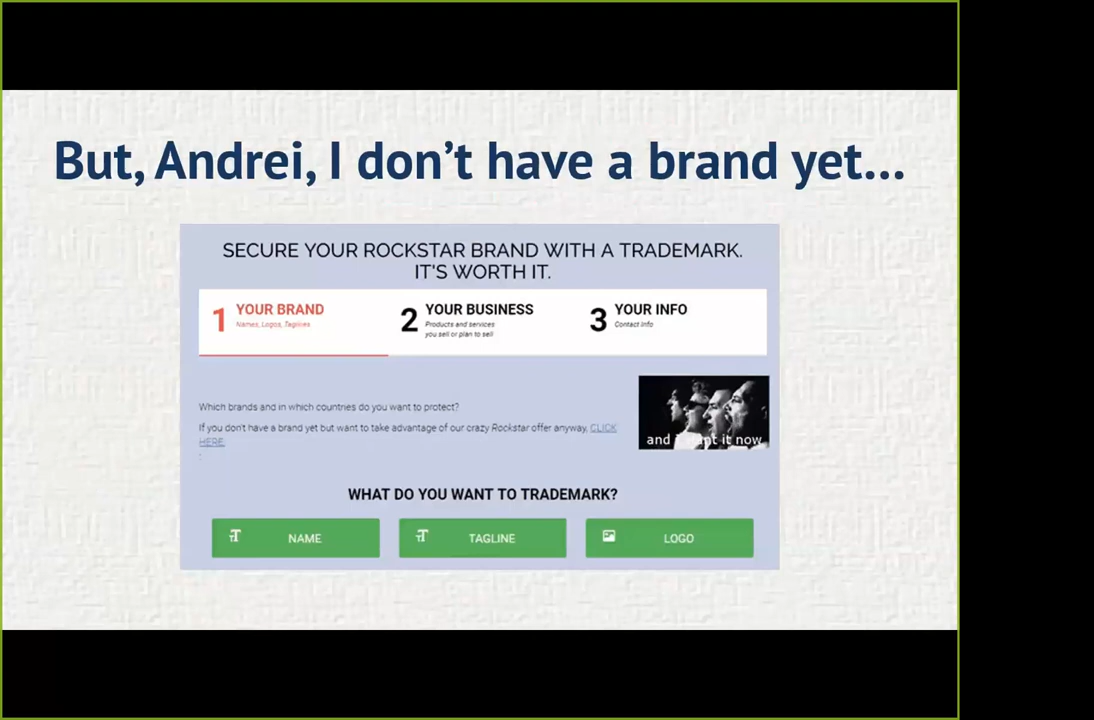 But, Andrei, I don't have a brand yet...
SECURE YOUR ROCKSTAR BRAND WITH A TRADEMARK.
IT'S WORTH IT.
1 YOUR BRAND
Names, Logos, Taglines
2 YOUR BUSINESS
Products and services
you sell or plan to sell
3 YOUR INFO
Contact info
Which brands and in which countries do you want to protect?
If you don't have a brand yet but want to take advantage of our crazy Rockstar offer anyway, CLICK
HERE.
and I want it now
WHAT DO YOU WANT TO TRADEMARK?
NAME
TAGLINE
LOGO